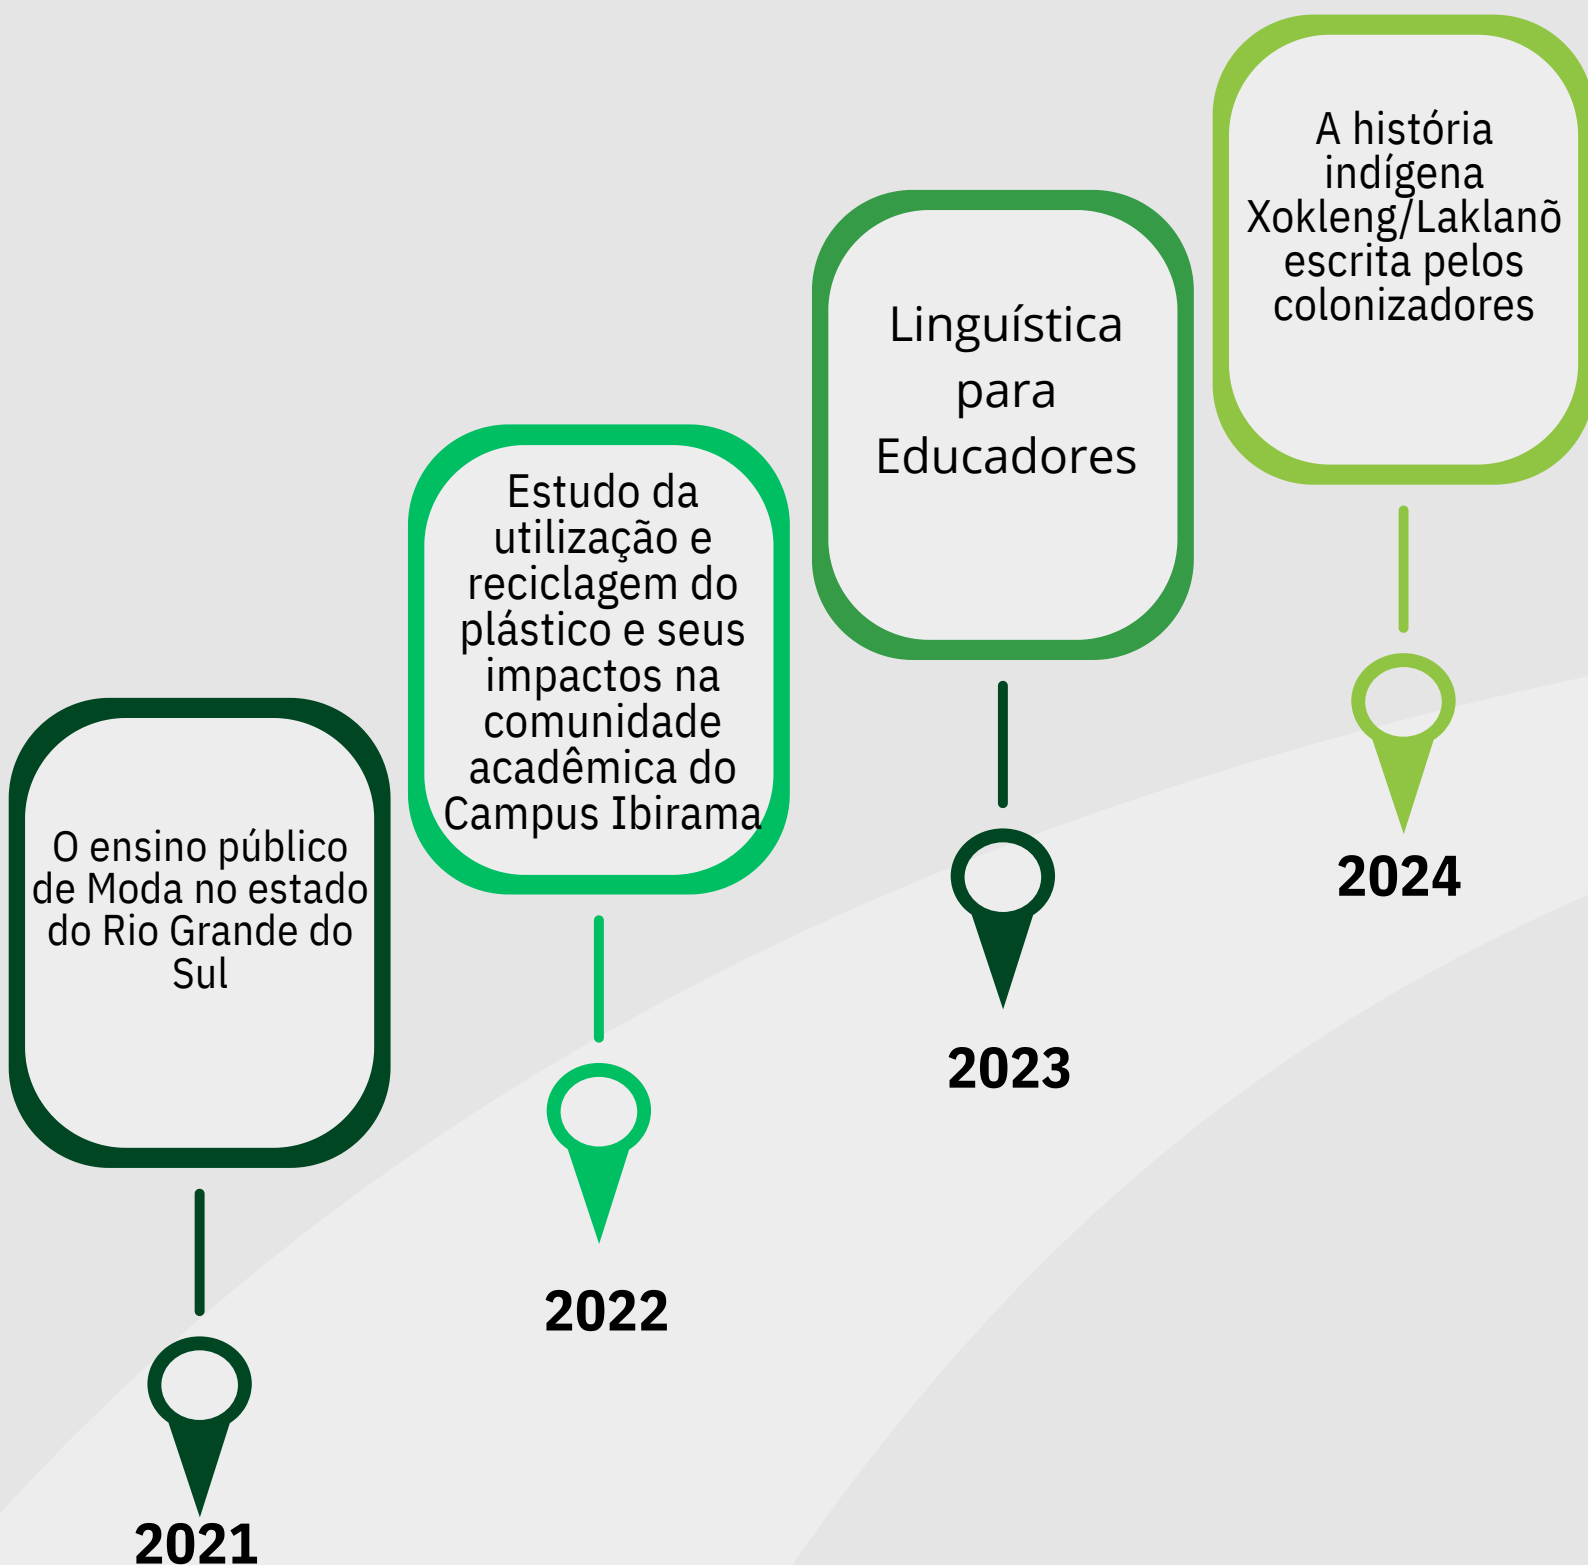 O ensino público
de Moda no estado
do Rio Grande do
Sul
2021
Estudo da
utilização e
reciclagem do
plástico e seus
impactos na
comunidade
acadêmica do
Campus Ibirama
2022
Linguística
para
Educadores
2023
A história
indígena
Xokleng/Laklanõ
escrita pelos
colonizadores
2024